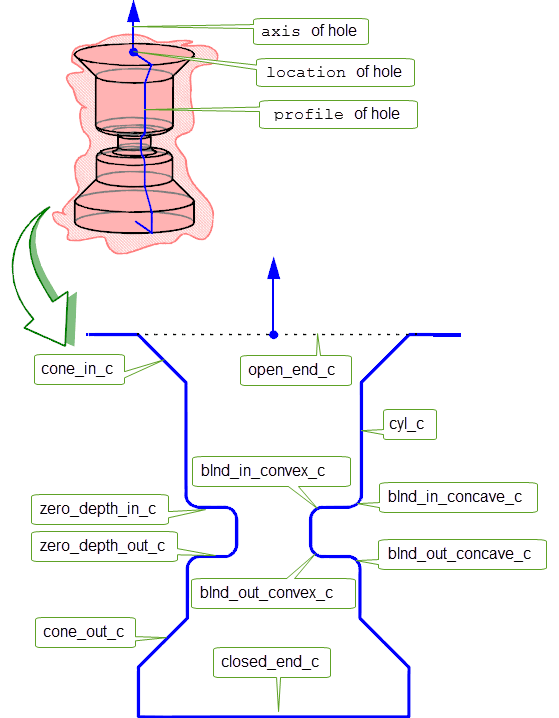 axis of hole
location of hole
profile of hole
cone_in_c
open_end_c
cyl_c
blnd_in_convex_c
blnd_in_concave_c
zero_depth_in_c
zero_depth_out_c
blnd_out_concave_c
blnd_out_convex_c
cone_out_c
closed_end_c